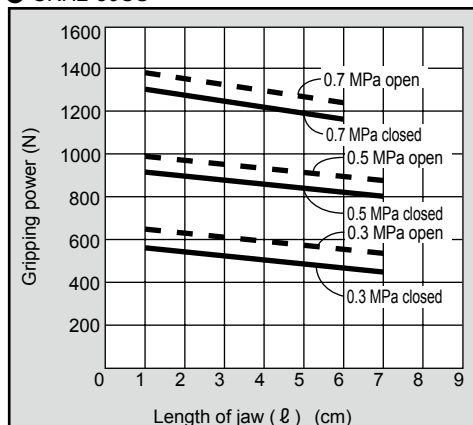 1600
1400
1200
1000
800
600
400
200
0 1 2 3 4 5 6 7 8 9
Gripping power (N)
Length of jaw (ℓ) (cm)
0.7 MPa open
0.7 MPa closed
0.5 MPa open
0.5 MPa closed
0.3 MPa open
0.3 MPa closed